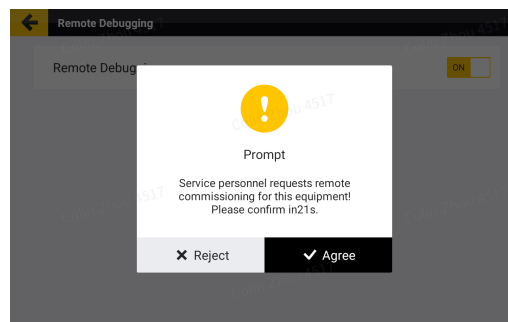 Remote Debugging
Remote Debug
ON
Prompt
Service personnel requests remote
commissioning for this equipment!
Please confirm in21s.
Reject
Agree